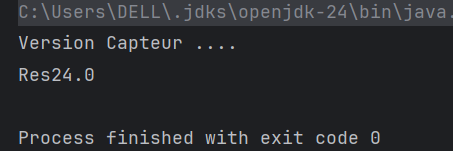 C:\Users\DELL\.jdks\openjdk-24\bin\java.
Version Capteur ....
Res24.0
Process finished with exit code 0